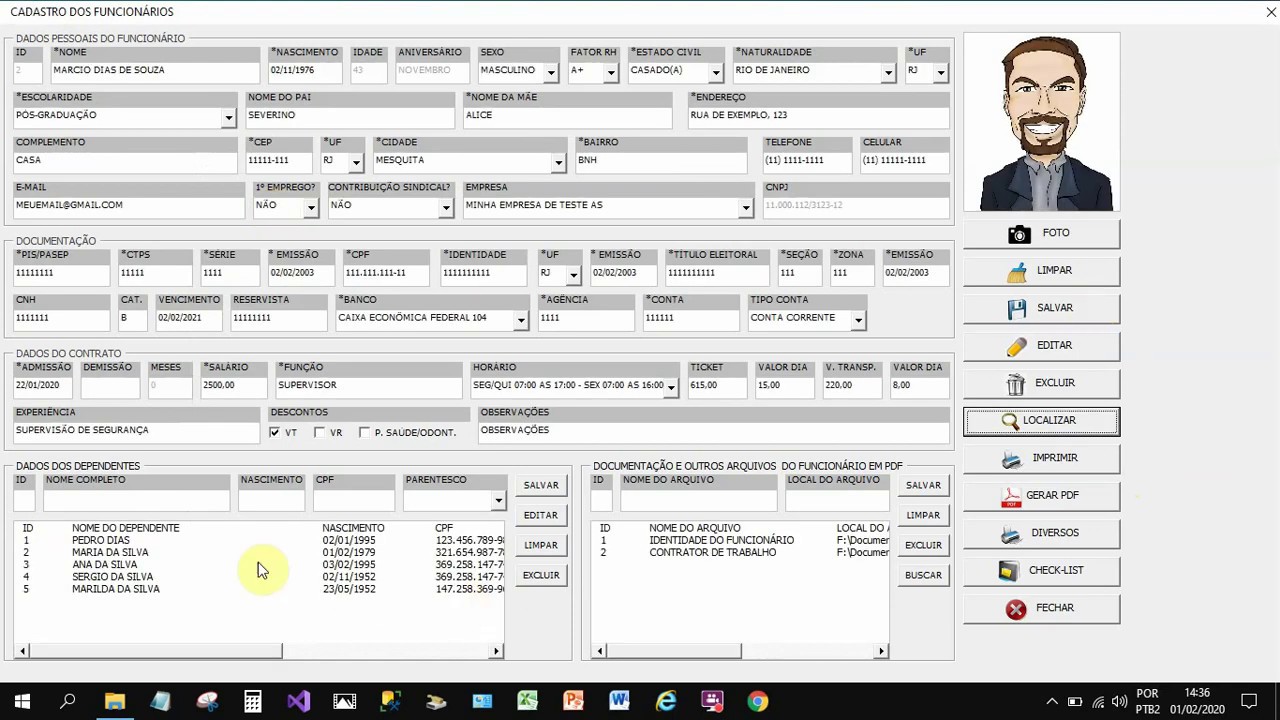 CADASTRO DOS FUNCIONÁRIOS
DADOS PESSOAIS DO FUNCIONÁRIO
ID *NOME *NASCIMENTO IDADE ANIVERSÁRIO SEXO FATOR RH *ESTADO CIVIL *NATURALIDADE *UF
2 MARCIO DIAS DE SOUZA 02/11/1976 43 NOVEMBRO MASCULINO A+ CASADO(A) RIO DE JANEIRO RJ
*ESCOLARIDADE NOME DO PAI *NOME DA MÃE *ENDEREÇO
PÓS-GRADUAÇÃO SEVERINO ALICE RUA DE EXEMPLO, 123
COMPLEMENTO *CEP *UF *CIDADE *BAIRRO TELEFONE CELULAR
CASA 11111-111 RJ MESQUITA BNH (11) 1111-1111 (11) 11111-1111
E-MAIL 1º EMPREGO? CONTRIBUIÇÃO SINDICAL? EMPRESA CNPJ
MEUEMAIL@GMAIL.COM NÃO NÃO MINHA EMPRESA DE TESTE AS 11.000.112/3123-12
DOCUMENTAÇÃO
*PIS/PASEP *CTPS *SÉRIE * EMISSÃO *CPF *IDENTIDADE *UF * EMISSÃO *TÍTULO ELEITORAL *SEÇÃO *ZONA *EMISSÃO
11111111 11111 1111 02/02/2003 111.111.111-11 1111111111 RJ 02/02/2003 1111111111 111 111 02/02/2003
CNH CAT. VENCIMENTO RESERVISTA *BANCO *AGÊNCIA *CONTA TIPO CONTA
1111111 B 02/02/2021 11111111 CAIXA ECONÔMICA FEDERAL 104 1111 111111 CONTA CORRENTE
DADOS DO CONTRATO
*ADMISSÃO DEMISSÃO MESES *SALÁRIO *FUNÇÃO HORÁRIO TICKET VALOR DIA V. TRANSP. VALOR DIA
22/01/2020 0 2500,00 SUPERVISOR SEG/QUI 07:00 AS 17:00 - SEX 07:00 AS 16:00 615,00 15,00 220,00 8,00
EXPERIÊNCIA DESCONTOS OBSERVAÇÕES
SUPERVISÃO DE SEGURANÇA VT VR P. SAÚDE/ODONT. OBSERVAÇÕES
DADOS DOS DEPENDENTES
ID NOME COMPLETO NASCIMENTO CPF PARENTESCO
SALVAR
EDITAR
LIMPAR
EXCLUIR
ID NOME DO DEPENDENTE NASCIMENTO CPF
1 PEDRO DIAS 02/01/1995 123.456.789-9
2 MARIA DA SILVA 01/02/1979 321.654.987-7
3 ANA DA SILVA 03/02/1995 369.258.147-7
4 SERGIO DA SILVA 02/11/1952 369.258.147-7
5 MARILDA DA SILVA 23/05/1952 147.258.369-9
DOCUMENTAÇÃO E OUTROS ARQUIVOS DO FUNCIONÁRIO EM PDF
ID NOME DO ARQUIVO LOCAL DO ARQUIVO
SALVAR
LIMPAR
EXCLUIR
BUSCAR
ID NOME DO ARQUIVO LOCAL DO A
1 IDENTIDADE DO FUNCIONÁRIO F:\Documen
2 CONTRATOR DE TRABALHO F:\Documen
FOTO
LIMPAR
SALVAR
EDITAR
EXCLUIR
LOCALIZAR
IMPRIMIR
GERAR PDF
DIVERSOS
CHECK-LIST
FECHAR
POR
PTB2
14:36
01/02/2020